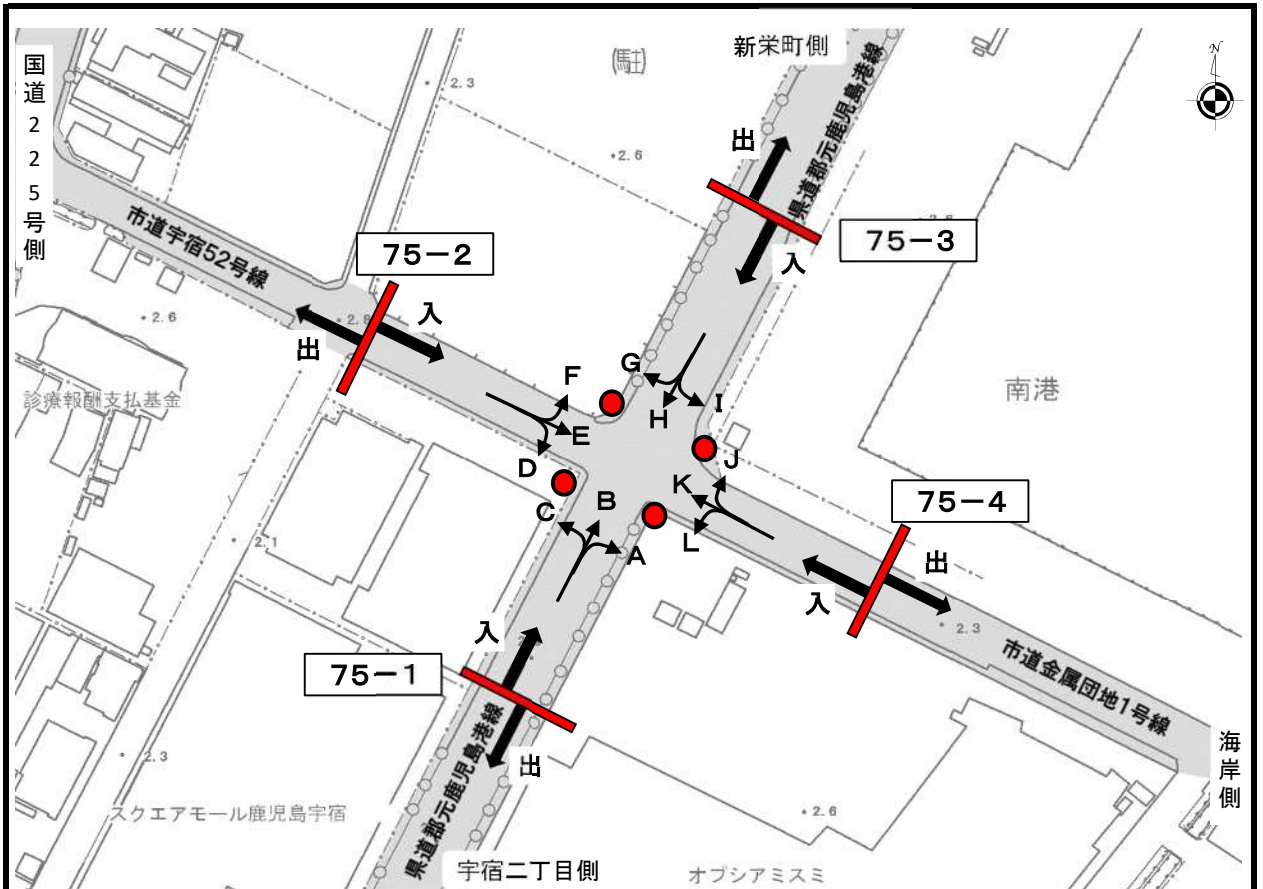 新栄町側
N
国道225号側
(駐)
県道郡元鹿児島港線
2.3
2.6
出
75-3
入
市道宇宿52号線
75-2
2.6
2.8
入
出
診療報酬支払基金
南港
F
G
E
H
I
D
J
C
B
K
A
L
75-4
2.1
出
入
2.3
市道金属団地1号線
海岸側
入
75-1
出
県道郡元鹿児島港線
2.3
スクエアモール鹿児島宇宿
2.6
宇宿二丁目側
オプシアミスミ